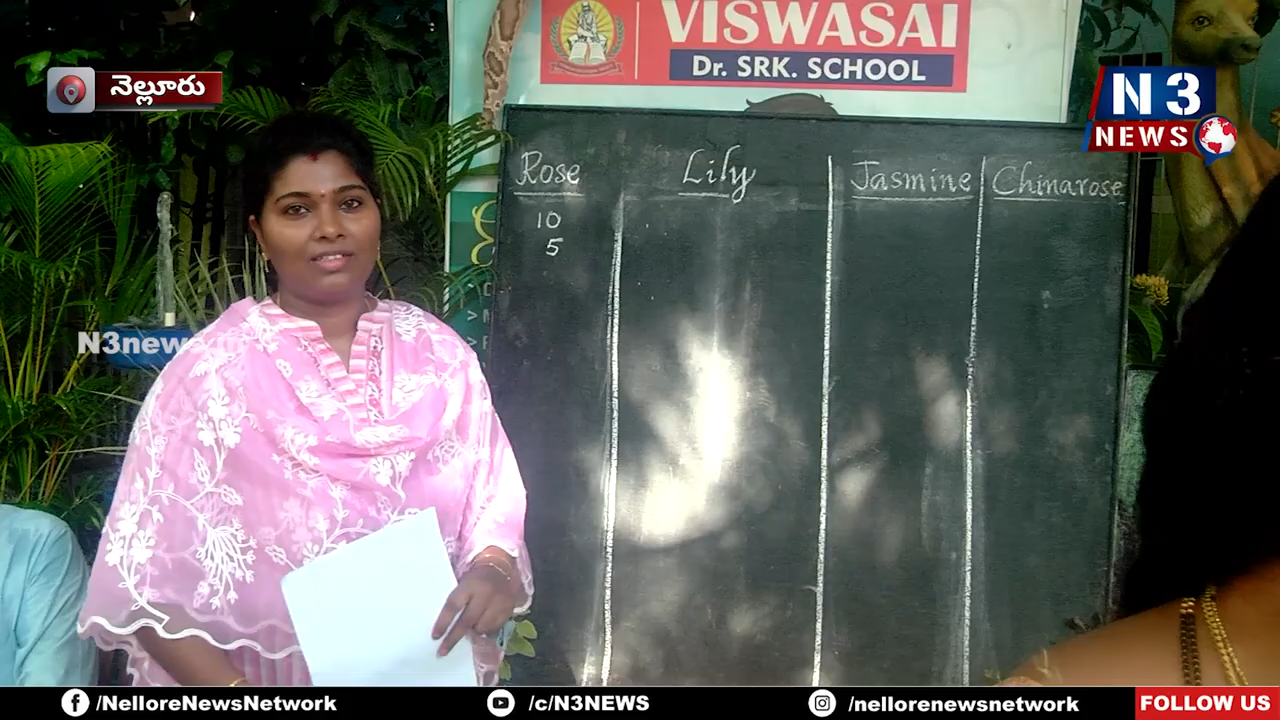 నెల్లూరు
VISWASAI
Dr. SRK. SCHOOL
N3
NEWS
Rose Lily Jasmine Chinarose
10
5
N3news
/NelloreNewsNetwork /c/N3NEWS /nellorenewsnetwork FOLLOW US